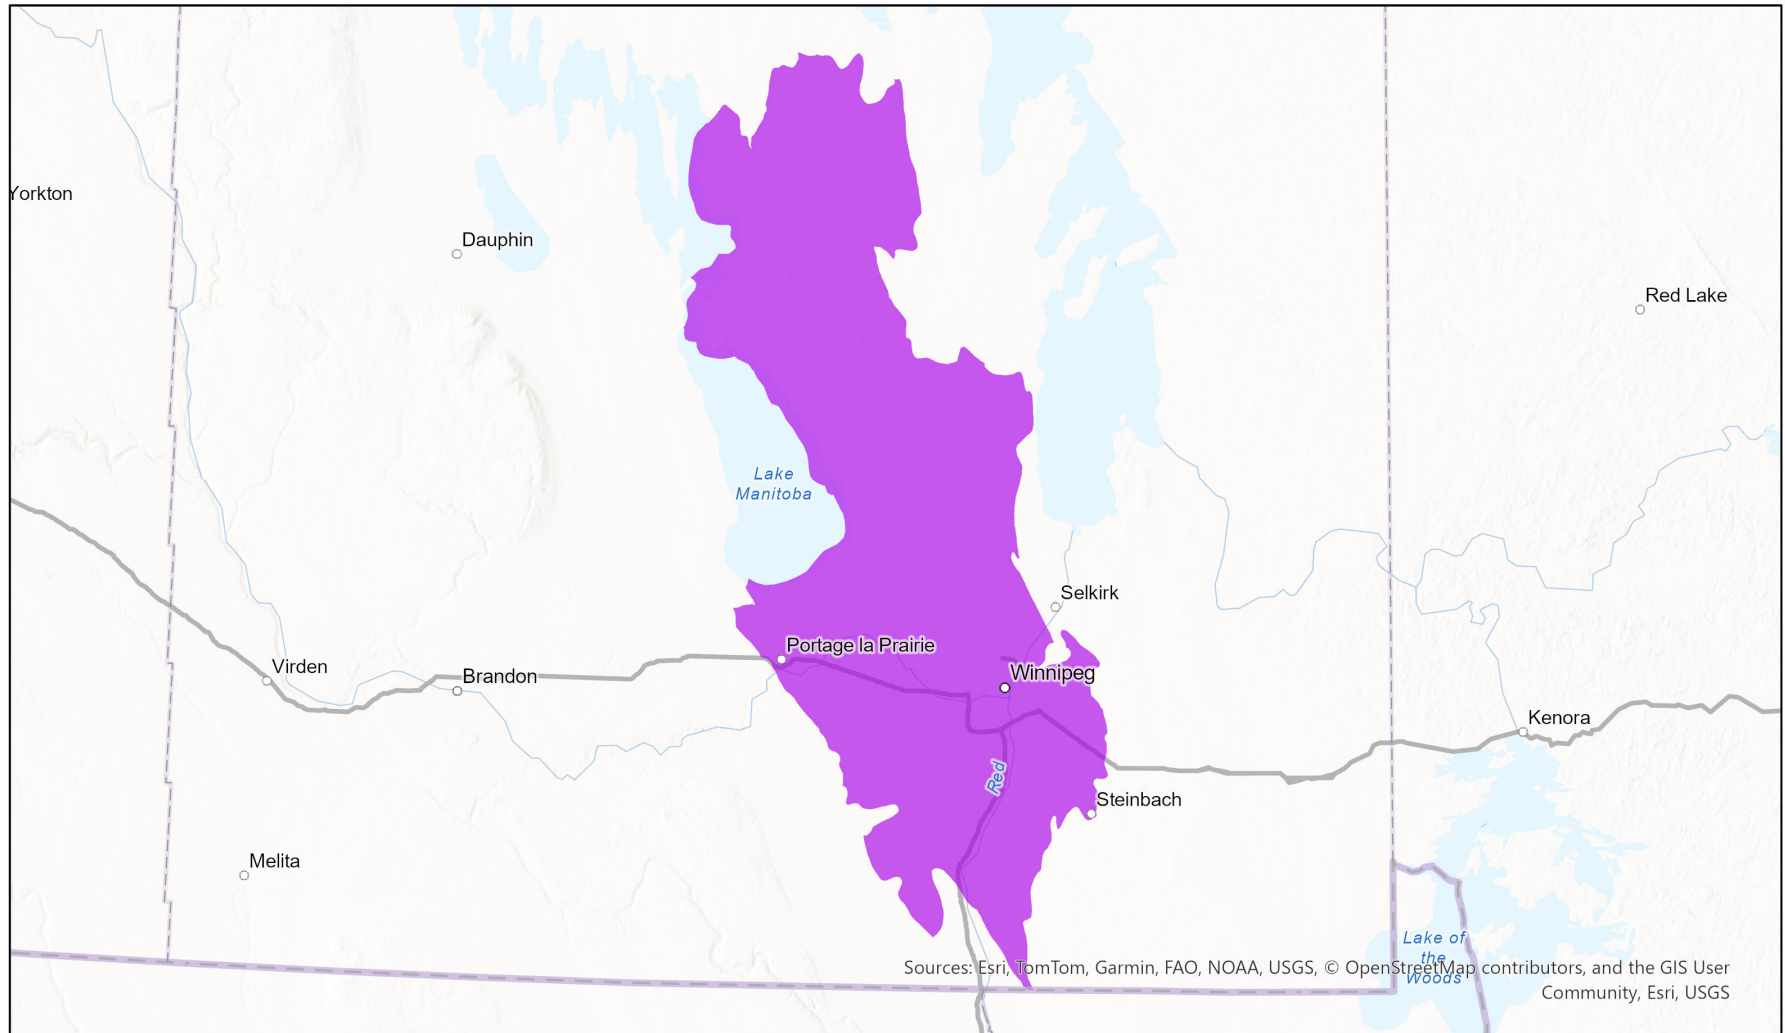 Yorkton
Dauphin
Red Lake
Lake
Manitoba
Selkirk
Portage la Prairie
Virden
Brandon
Winnipeg
Kenora
Red
Steinbach
Melita
Lake of
the
Woods
Sources: Esri, TomTom, Garmin, FAO, NOAA, USGS, © OpenStreetMap contributors, and the GIS User
Community, Esri, USGS